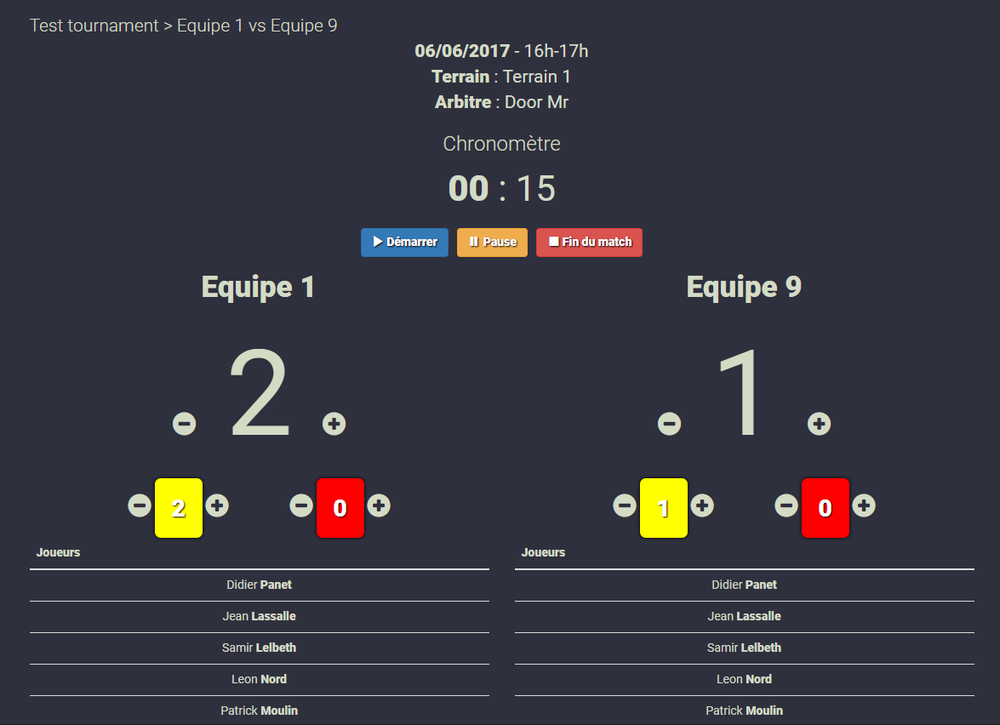 Test tournament > Equipe 1 vs Equipe 9
06/06/2017 - 16h-17h
Terrain : Terrain 1
Arbitre : Door Mr
Chronomètre
00 : 15
Démarrer Pause Fin du match
Equipe 1 Equipe 9
2 1
2 0 1 0
Joueurs Joueurs
Didier Panet Didier Panet
Jean Lassalle Jean Lassalle
Samir Lelbeth Samir Lelbeth
Leon Nord Leon Nord
Patrick Moulin Patrick Moulin